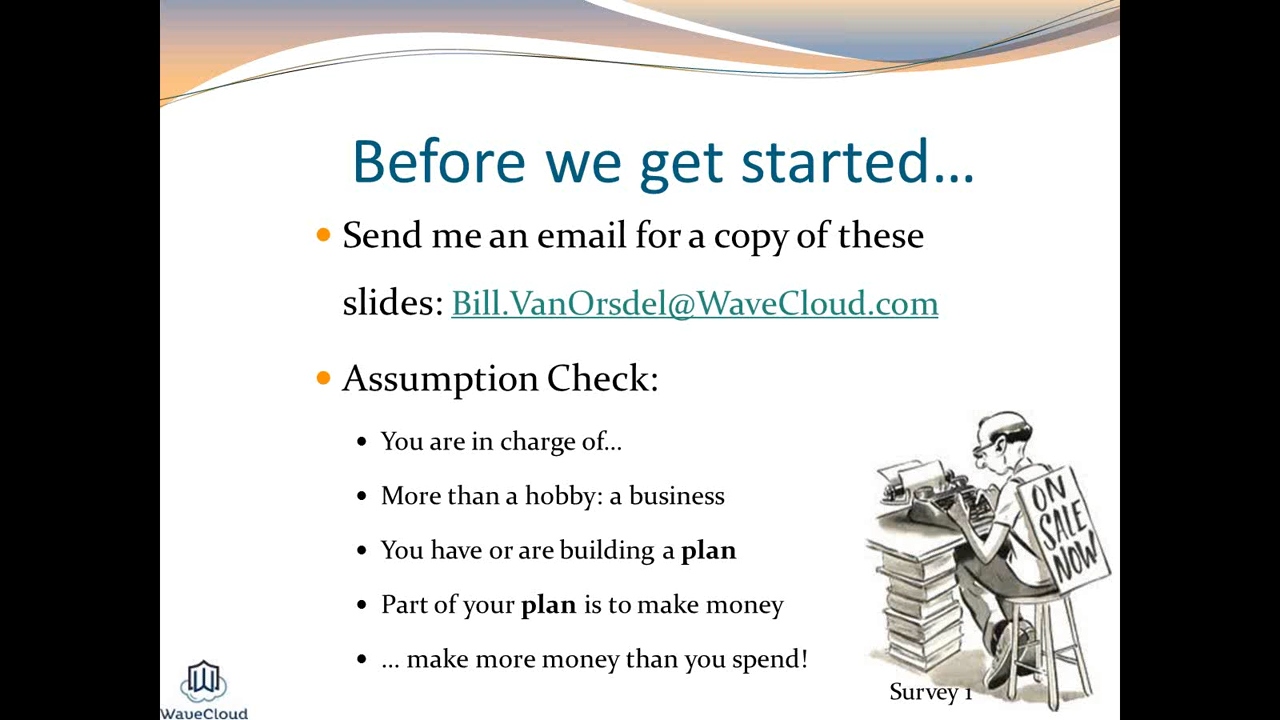 Before we get started…
Send me an email for a copy of these
slides: Bill.VanOrsdel@WaveCloud.com
Assumption Check:
You are in charge of…
More than a hobby: a business
You have or are building a plan
Part of your plan is to make money
… make more money than you spend!
ON
SALE
NOW
Survey 1
WaveCloud